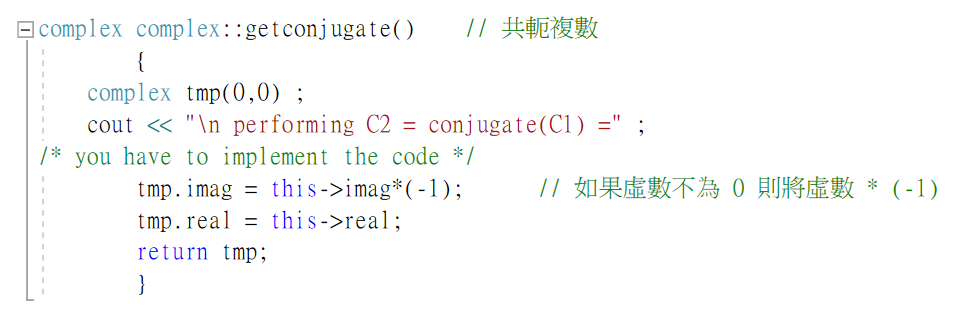 complex complex::getconjugate()    // 共軛複數
{
complex tmp(0,0) ;
cout << "\n performing C2 = conjugate(C1) =" ;
/* you have to implement the code */
tmp.imag = this->imag*(-1);    // 如果虛數不為 0 則將虛數 * (-1)
tmp.real = this->real;
return tmp;
}